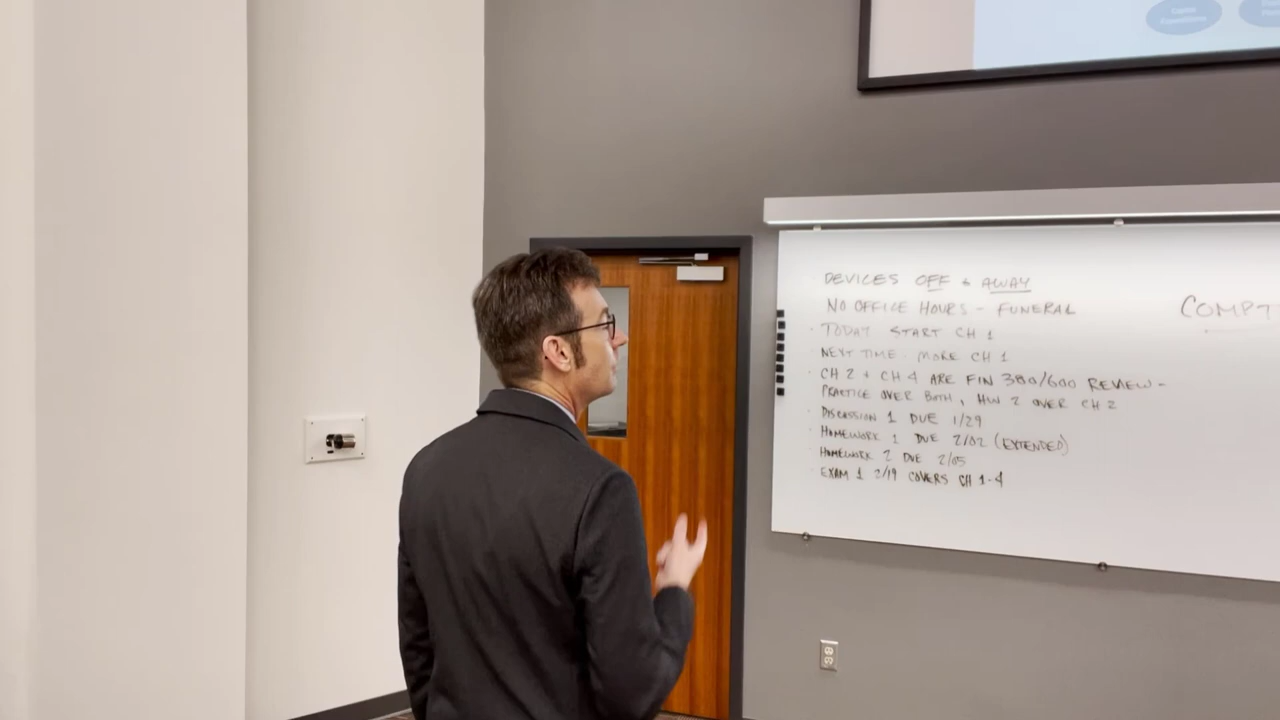 DEVICES OFF & AWAY
NO OFFICE HOURS - FUNERAL
COMPT
· TODAY START CH 1
· NEXT TIME MORE CH 1
· CH 2 + CH 4 ARE FIN 380/600 REVIEW -
PRACTICE OVER BOTH, HW 2 OVER CH 2
· DISCUSSION 1 DUE 1/29
· HOMEWORK 1 DUE 2/02 (EXTENDED)
· HOMEWORK 2 DUE 2/05
· EXAM 1 2/19 COVERS CH 1-4